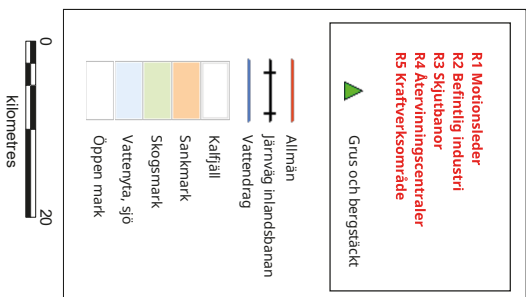 R1 Motionsleder
R2 Befintlig industri
R3 Skjutbanor
R4 Återvinningscentraler
R5 Kraftverksområde
Grus och bergstäckt
Allmän
Järnväg inlandsbanan
Vattendrag
Kalfjäll
Sankmark
Skogsmark
Vattenyta, sjö
Öppen mark
0 20
kilometres